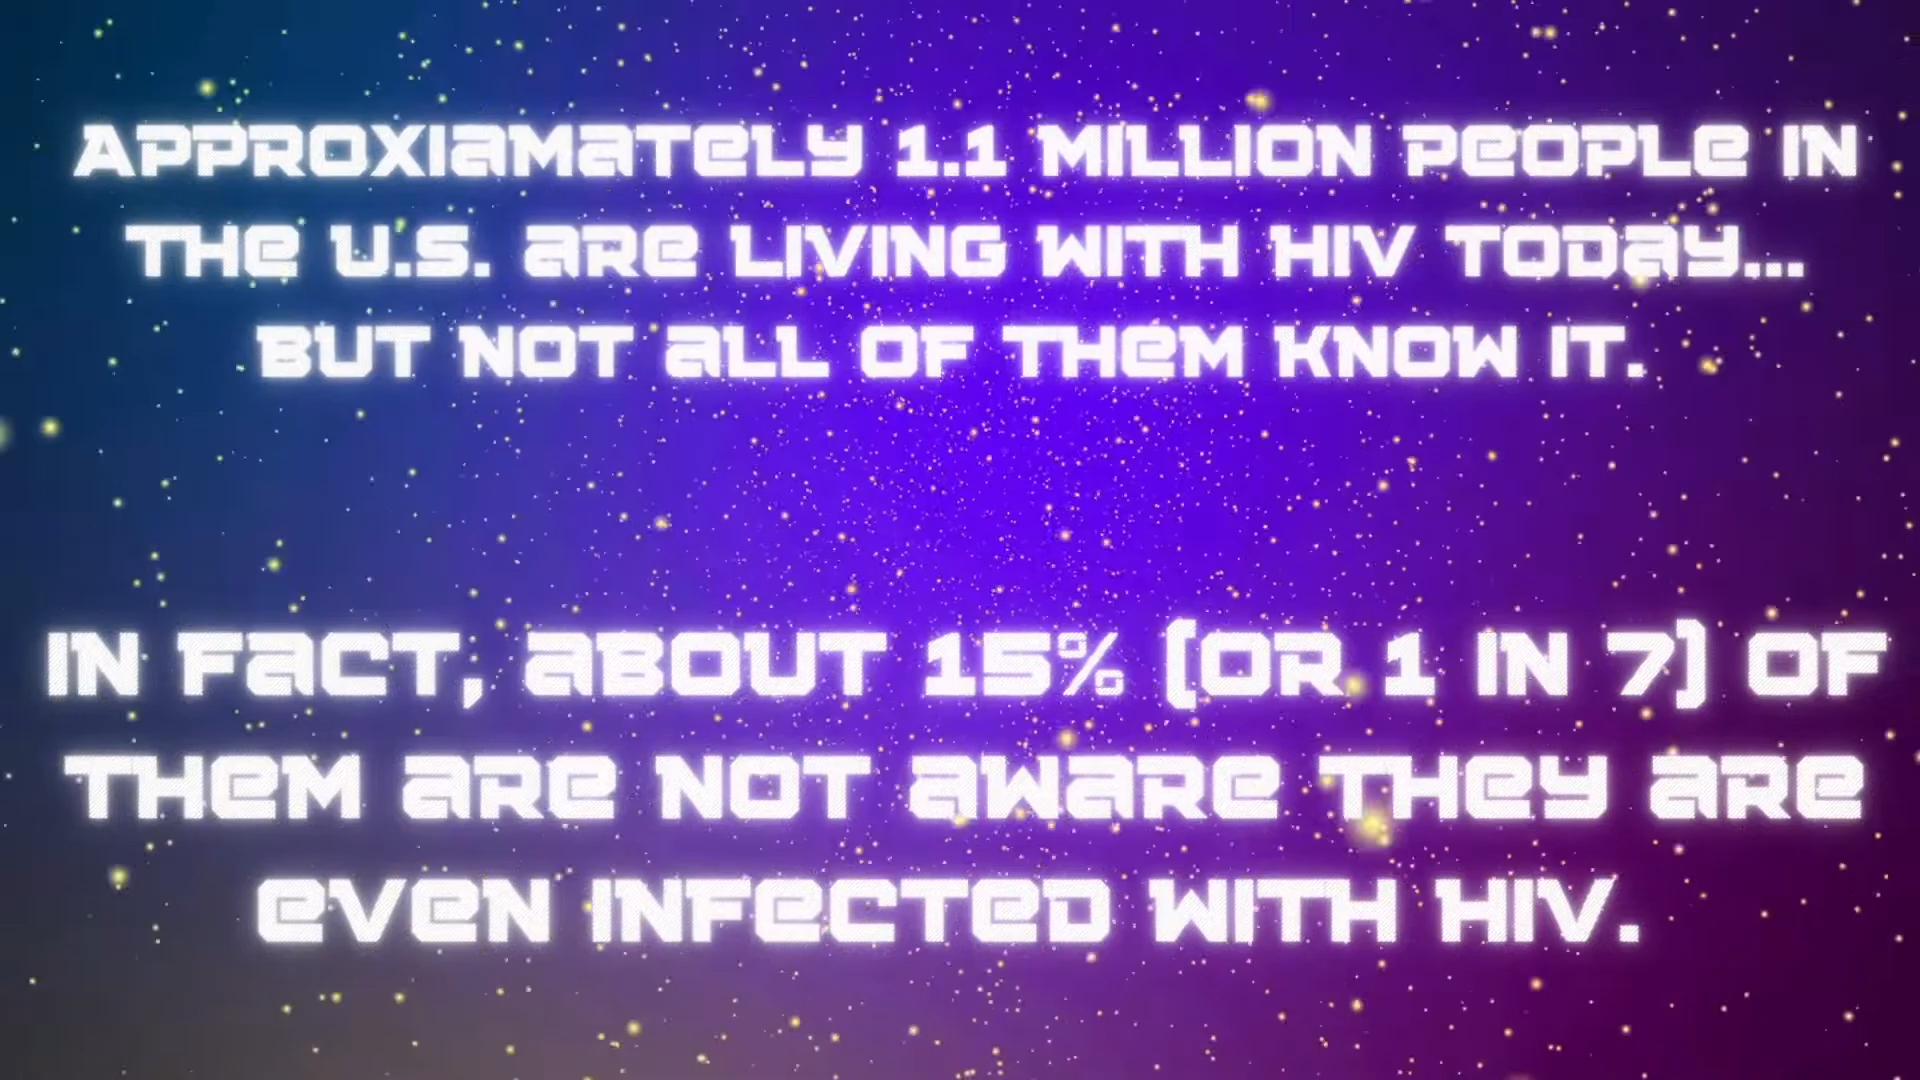 APPROXIAMATELY 1.1 MILLION PEOPLE IN
THE U.S. ARE LIVING WITH HIV TODAY...
BUT NOT ALL OF THEM KNOW IT.
IN FACT, ABOUT 15% (OR 1 IN 7) OF
THEM ARE NOT AWARE THEY ARE
EVEN INFECTED WITH HIV.